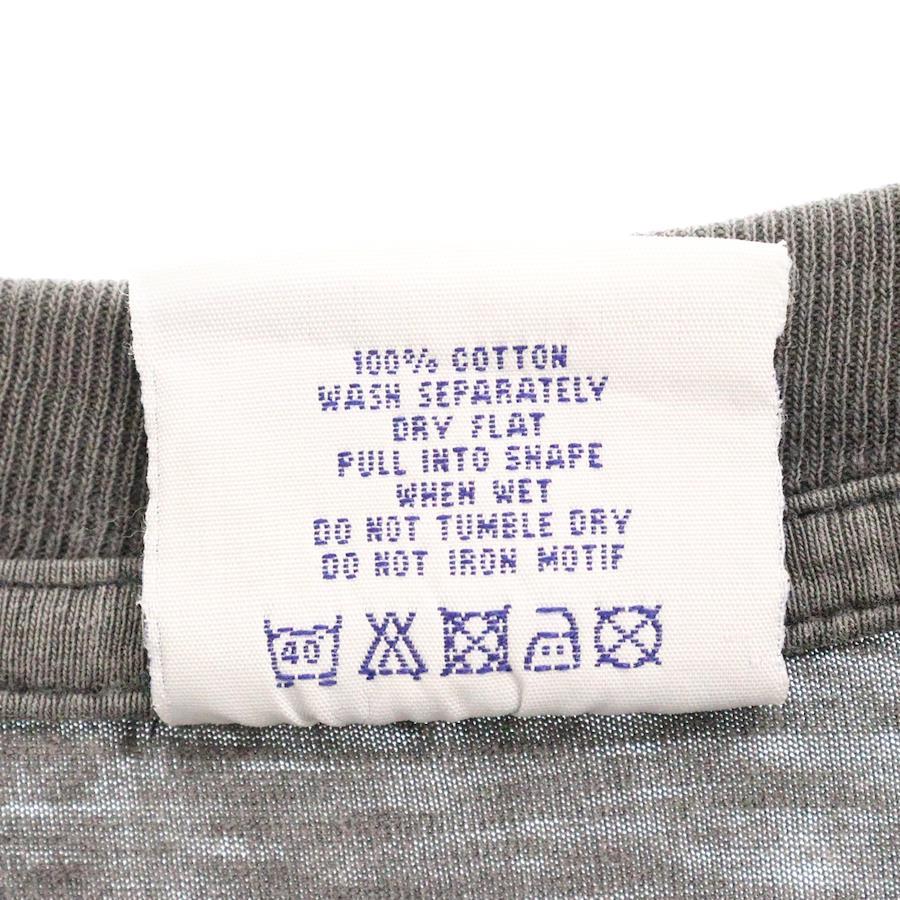 100% COTTON
WASH SEPARATELY
DRY FLAT
PULL INTO SHAPE
WHEN WET
DO NOT TUMBLE DRY
DO NOT IRON MOTIF
40